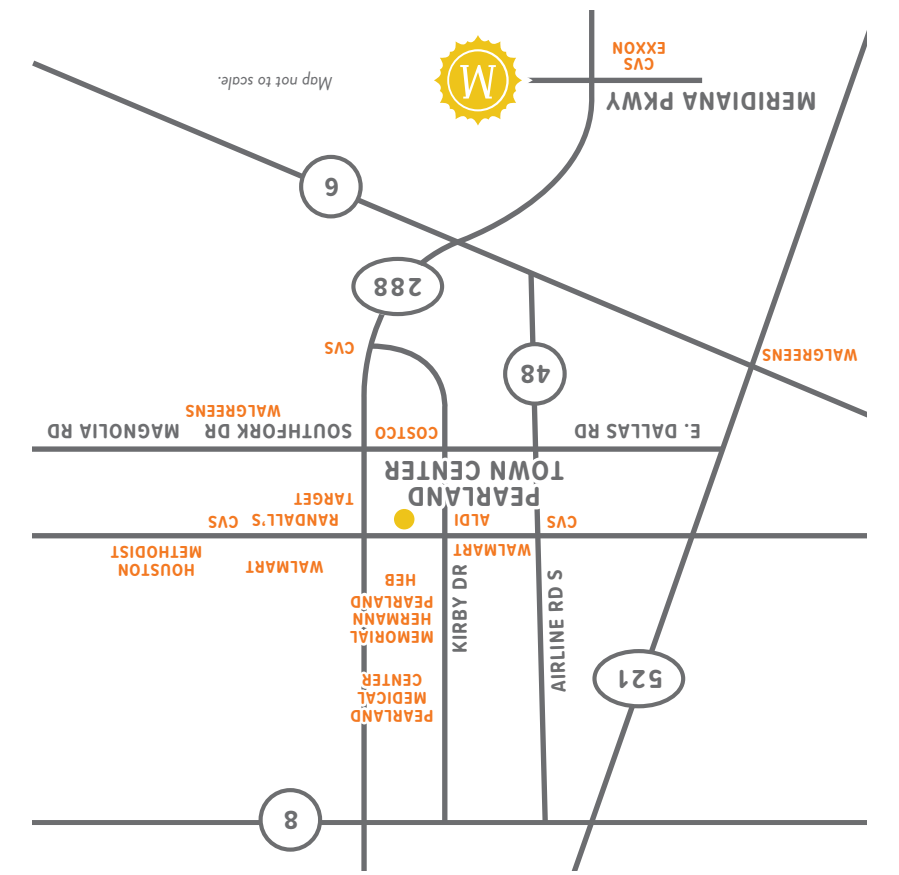 8
PEARLAND
MEDICAL
CENTER
521
AIRLINE RD S
KIRBY DR
MEMORIAL
HERMANN
PEARLAND
HEB
WALMART
WALMART
HOUSTON
METHODIST
CVS
ALDI
RANDALL'S
CVS
TARGET
PEARLAND
TOWN CENTER
E. DALLAS RD
COSTCO
SOUTHFORK DR
MAGNOLIA RD
WALGREENS
48
CVS
WALGREENS
288
6
MERIDIANA PKWY
CVS
EXXON
M
Map not to scale.